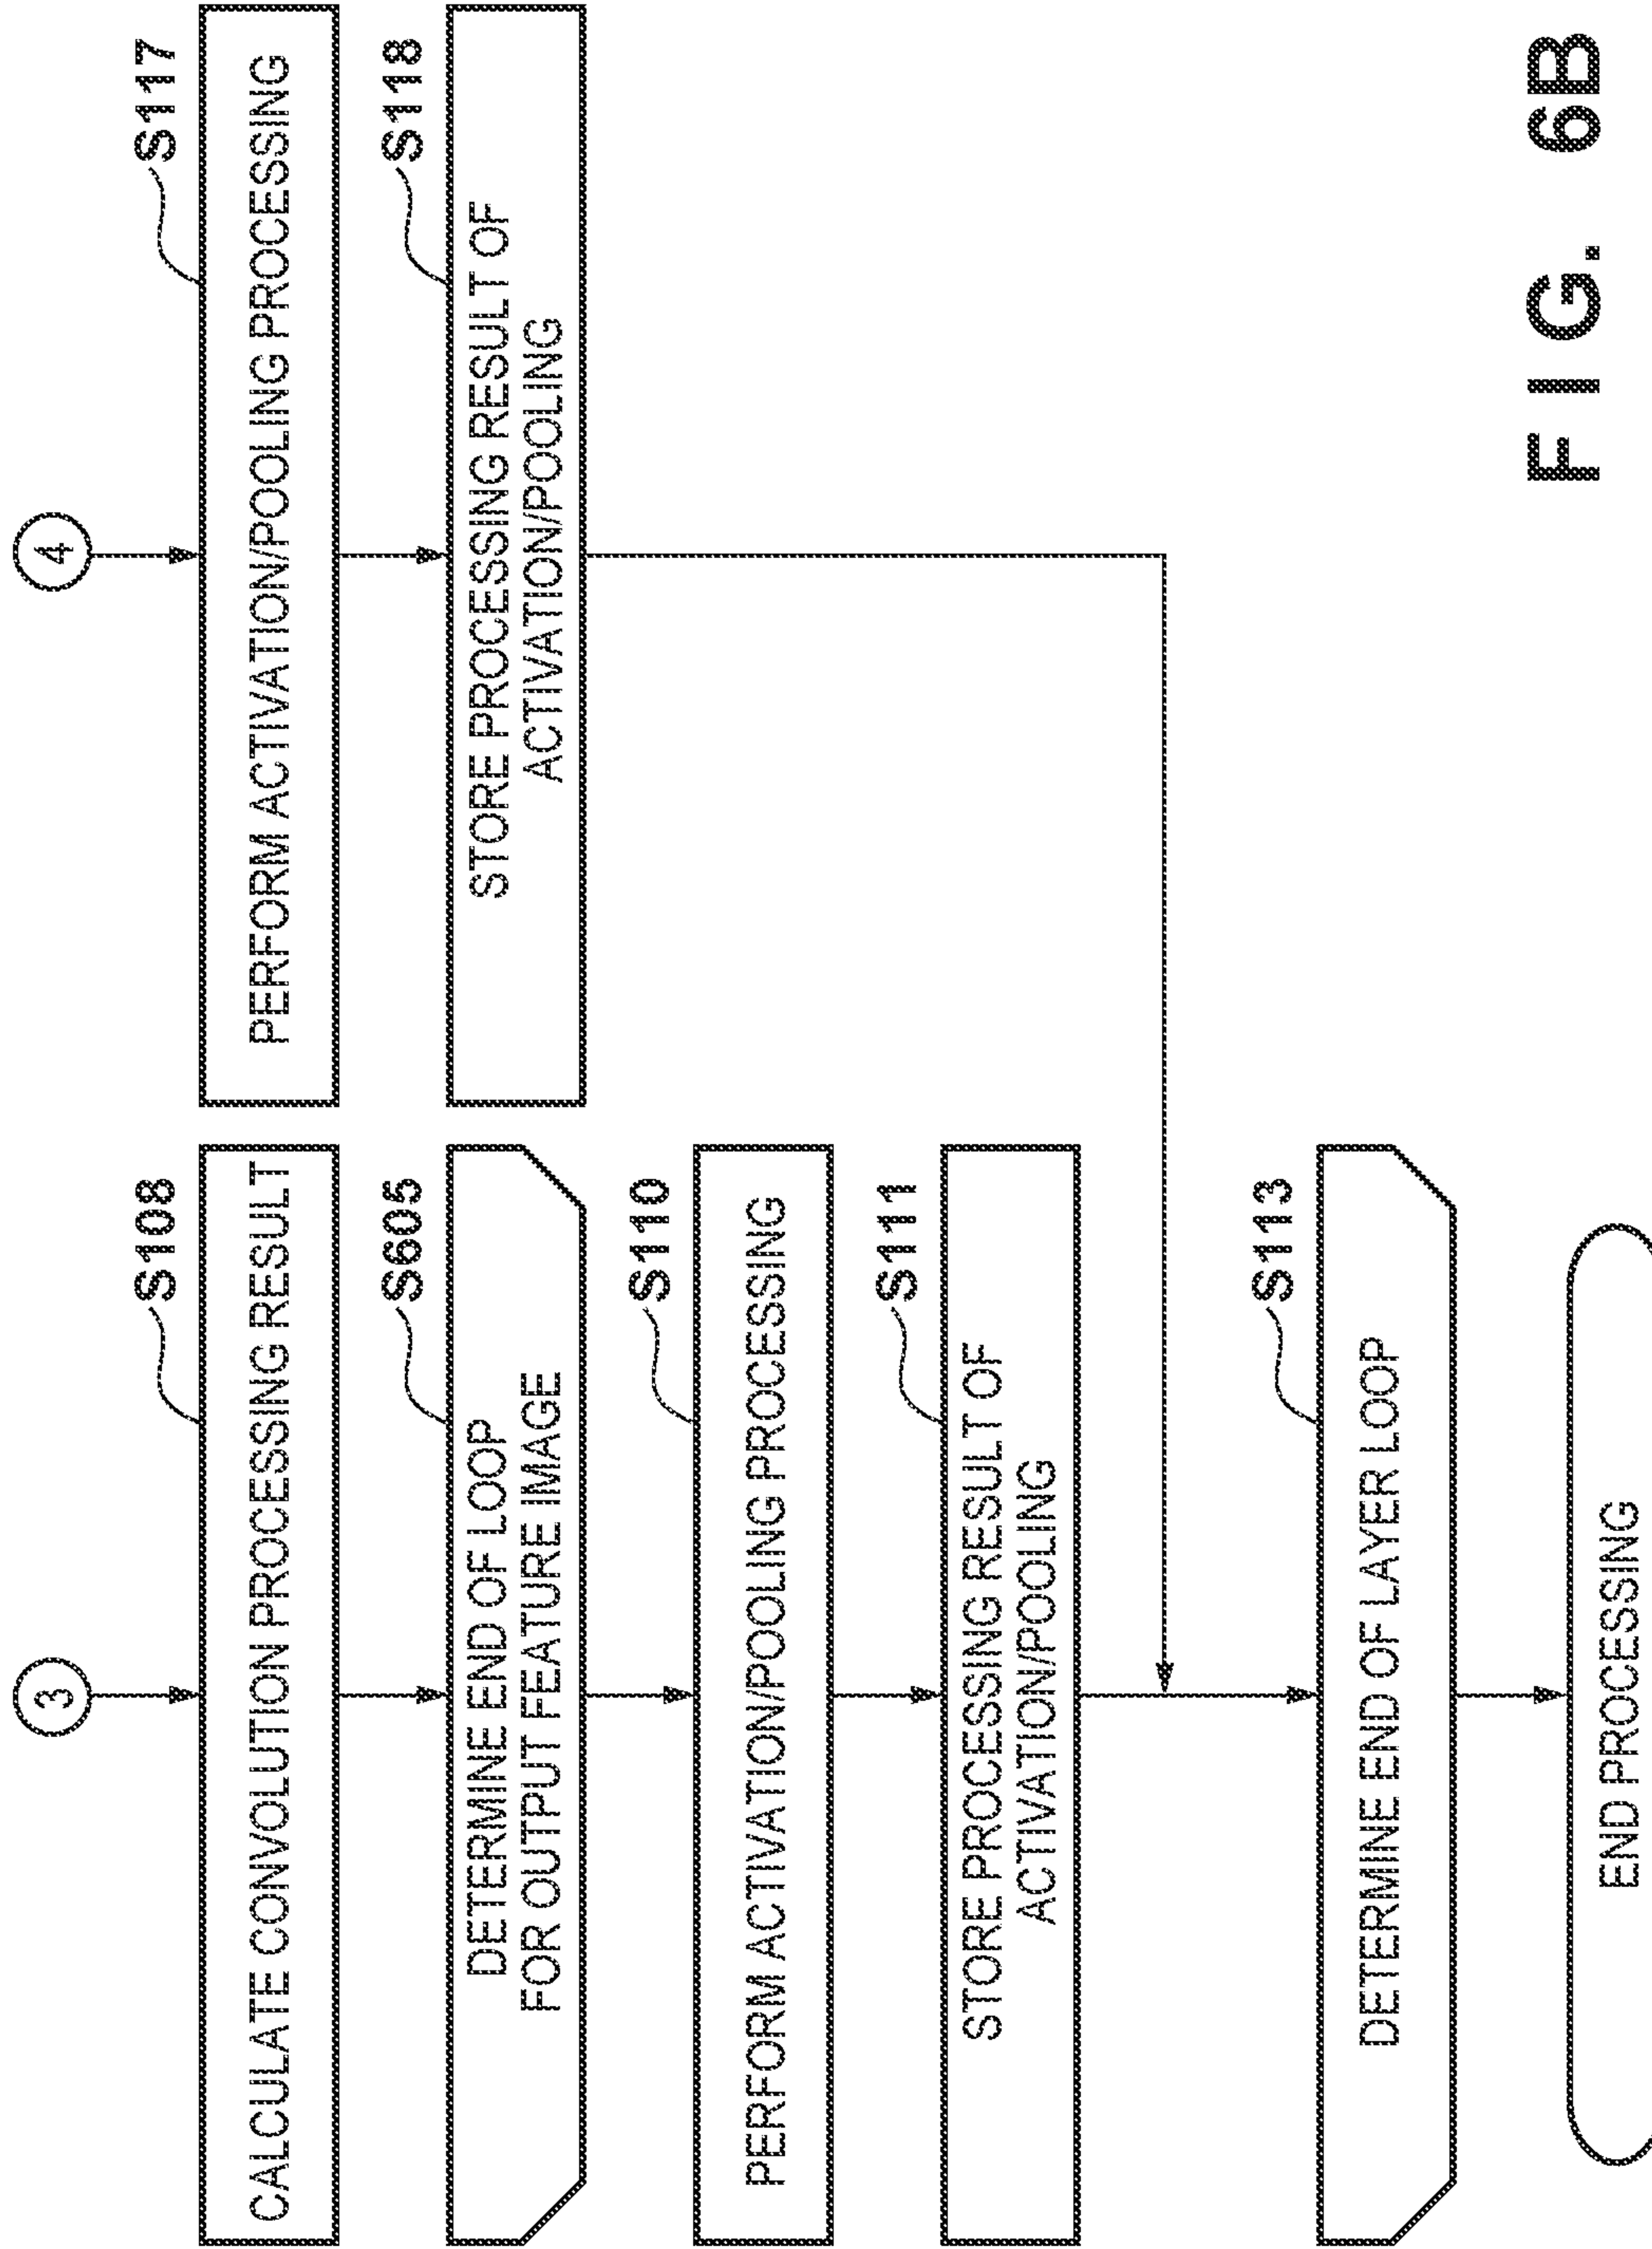 3
S108
CALCULATE CONVOLUTION PROCESSING RESULT
S605
DETERMINE END OF LOOP
FOR OUTPUT FEATURE IMAGE
S110
PERFORM ACTIVATION/POOLING PROCESSING
S111
STORE PROCESSING RESULT OF
ACTIVATION/POOLING
S113
DETERMINE END OF LAYER LOOP
END PROCESSING
4
S117
PERFORM ACTIVATION/POOLING PROCESSING
S118
STORE PROCESSING RESULT OF
ACTIVATION/POOLING
FIG. 6B